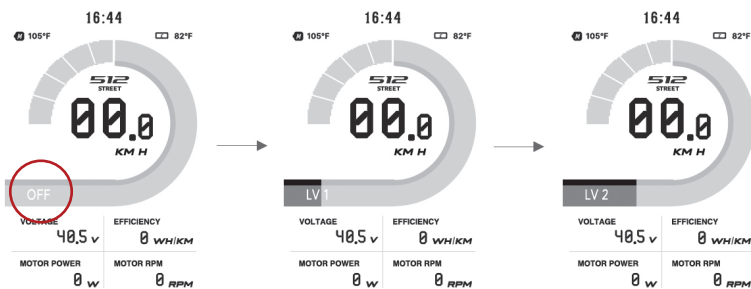 16:44
M 105°F 82°F
512
STREET
00.0
KM H
OFF
VOLTAGE EFFICIENCY
40.5 V 0 WH/KM
MOTOR POWER MOTOR RPM
0 W 0 RPM
16:44
M 105°F 82°F
512
STREET
00.0
KM H
LV 1
VOLTAGE EFFICIENCY
40.5 V 0 WH/KM
MOTOR POWER MOTOR RPM
0 W 0 RPM
16:44
M 105°F 82°F
512
STREET
00.0
KM H
LV 2
VOLTAGE EFFICIENCY
40.5 V 0 WH/KM
MOTOR POWER MOTOR RPM
0 W 0 RPM